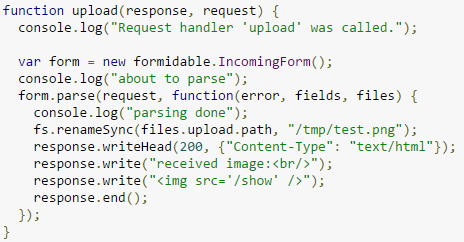 function upload(response, request) {
  console.log("Request handler 'upload' was called.");

  var form = new formidable.IncomingForm();
  console.log("about to parse");
  form.parse(request, function(error, fields, files) {
    console.log("parsing done");
    fs.renameSync(files.upload.path, "/tmp/test.png");
    response.writeHead(200, {"Content-Type": "text/html"});
    response.write("received image:<br/>");
    response.write("<img src='/show' />");
    response.end();
  });
}